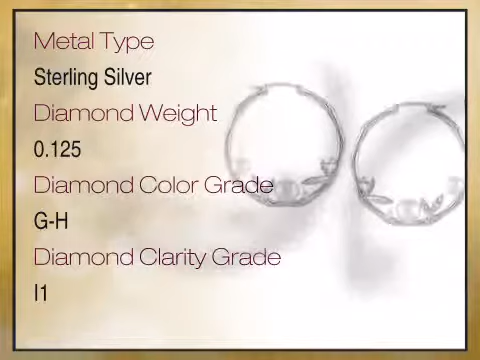 Metal Type
Sterling Silver
Diamond Weight
0.125
Diamond Color Grade
G-H
Diamond Clarity Grade
I1